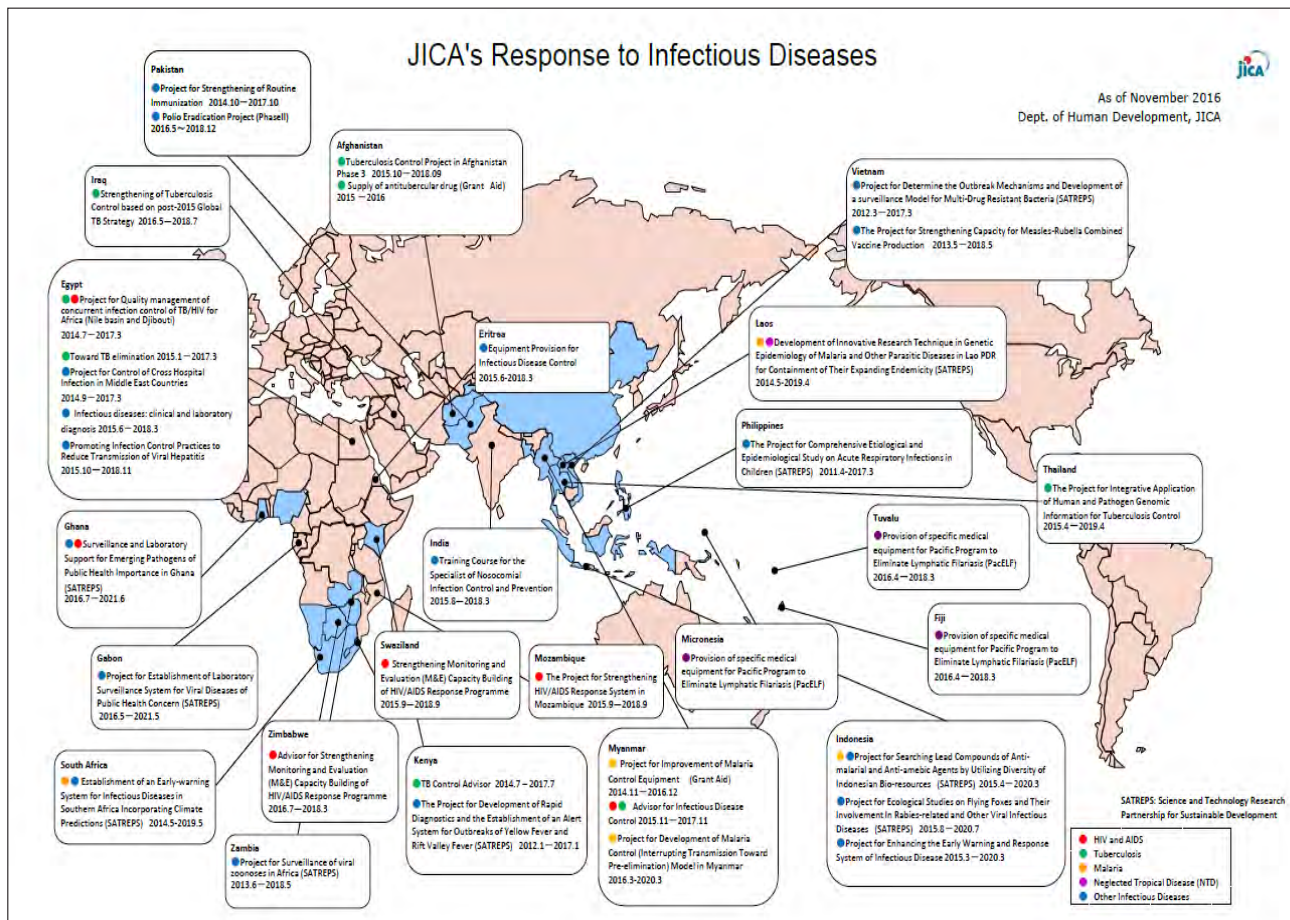 JICA's Response to Infectious Diseases
jICA
As of November 2016
Dept. of Human Development, JICA
Pakistan
Project for Strengthening of Routine
Immunization 2014.10－2017.10
Polio Eradication Project (PhaseⅡ)
2016.5～2018.12
Afghanistan
Tuberculosis Control Project in Afghanistan
Phase 3 2015.10－2018.09
Supply of antitubercular drug (Grant Aid)
2015 －2016
Iraq
Strengthening of Tuberculosis
Control based on post-2015 Global
TB Strategy 2016.5－2018.7
Vietnam
Project for Determine the Outbreak Mechanisms and Development of
a surveillance Model for Multi-Drug Resistant Bacteria (SATREPS)
2012.3－2017.3
The Project for Strengthening Capacity for Measles-Rubella Combined
Vaccine Production 2013.5－2018.5
Egypt
Project for Quality management of
concurrent infection control of TB/HIV for
Africa (Nile basin and Djibouti)
2014.7－2017.3
Toward TB elimination 2015.1－2017.3
Project for Control of Cross Hospital
Infection in Middle East Countries
2014.9－2017.3
Infectious diseases: clinical and laboratory
diagnosis 2015.6－2018.3
Promoting Infection Control Practices to
Reduce Transmission of Viral Hepatitis
2015.10－2018.11
Eritrea
Equipment Provision for
Infectious Disease Control
2015.6-2018.3
Laos
Development of Innovative Research Technique in Genetic
Epidemiology of Malaria and Other Parasitic Diseases in Lao PDR
for Containment of Their Expanding Endemicity (SATREPS)
2014.5-2019.4
Philippines
The Project for Comprehensive Etiological and
Epidemiological Study on Acute Respiratory Infections in
Children (SATREPS) 2011.4-2017.3
Thailand
The Project for Integrative Application
of Human and Pathogen Genomic
Information for Tuberculosis Control
2015.4－2019.4
Ghana
Surveillance and Laboratory
Support for Emerging Pathogens of
Public Health Importance in Ghana
(SATREPS)
2016.7－2021.6
India
Training Course for the
Specialist of Nosocomial
Infection Control and Prevention
2015.8－2018.3
Tuvalu
Provision of specific medical
equipment for Pacific Program to
Eliminate Lymphatic Filariasis (PacELF)
2016.4－2018.3
Fiji
Provision of specific medical
equipment for Pacific Program to
Eliminate Lymphatic Filariasis (PacELF)
2016.4－2018.3
Gabon
Project for Establishment of Laboratory
Surveillance System for Viral Diseases of
Public Health Concern (SATREPS)
2016.5－2021.5
Swaziland
Strengthening Monitoring and
Evaluation (M&E) Capacity Building
of HIV/AIDS Response Programme
2015.9－2018.9
Mozambique
The Project for Strengthening
HIV/AIDS Response System in
Mozambique 2015.9－2018.9
Micronesia
Provision of specific medical
equipment for Pacific Program to
Eliminate Lymphatic Filariasis (PacELF)
South Africa
Establishment of an Early-warning
System for Infectious Diseases in
Southern Africa Incorporating Climate
Predictions (SATREPS) 2014.5-2019.5
Zimbabwe
Advisor for Strengthening
Monitoring and Evaluation
(M&E) Capacity Building of
HIV/AIDS Response Programme
2016.7－2018.3
Kenya
TB Control Advisor 2014.7－2017.7
The Project for Development of Rapid
Diagnostics and the Establishment of an Alert
System for Outbreaks of Yellow Fever and
Rift Valley Fever (SATREPS) 2012.1－2017.1
Myanmar
Project for Improvement of Malaria
Control Equipment (Grant Aid)
2014.11－2016.12
Advisor for Infectious Disease
Control 2015.11－2017.11
Project for Development of Malaria
Control (Interrupting Transmission Toward
Pre-elimination) Model in Myanmar
2016.3-2020.3
Indonesia
Project for Searching Lead Compounds of Anti-
malarial and Anti-amebic Agents by Utilizing Diversity of
Indonesian Bio-resources (SATREPS) 2015.4－2020.3
Project for Ecological Studies on Flying Foxes and Their
Involvement In Rabies-related and Other Viral Infectious
Diseases (SATREPS) 2015.8－2020.7
Project for Enhancing the Early Warning and Response
System of Infectious Disease 2015.3－2020.3
Zambia
Project for Surveillance of viral
zoonoses in Africa (SATREPS)
2013.6－2018.5
SATREPS: Science and Technology Research
Partnership for Sustainable Development
HIV and AIDS
Tuberculosis
Malaria
Neglected Tropical Disease (NTD)
Other Infectious Diseases